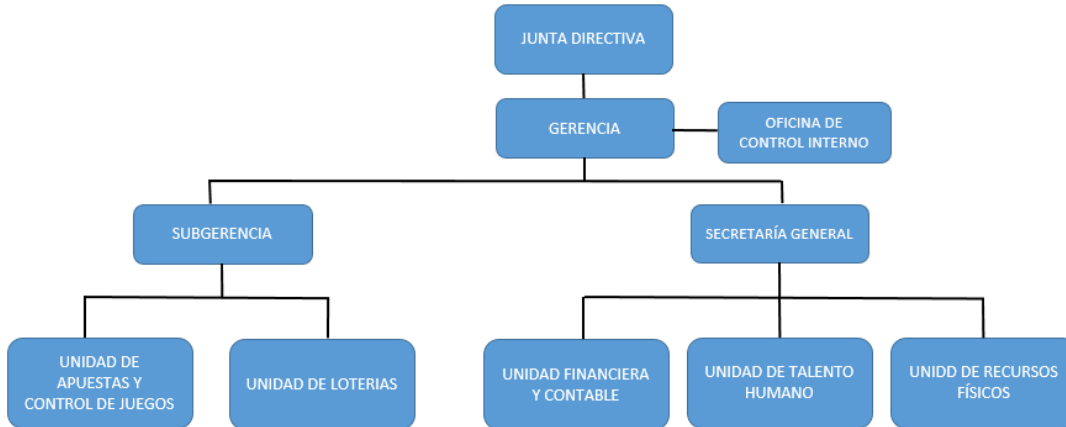 JUNTA DIRECTIVA
GERENCIA
OFICINA DE
CONTROL INTERNO
SUBGERENCIA
SECRETARÍA GENERAL
UNIDAD DE
APUESTAS Y
CONTROL DE JUEGOS
UNIDAD DE LOTERIAS
UNIDAD FINANCIERA
Y CONTABLE
UNIDAD DE TALENTO
HUMANO
UNIDD DE RECURSOS
FÍSICOS